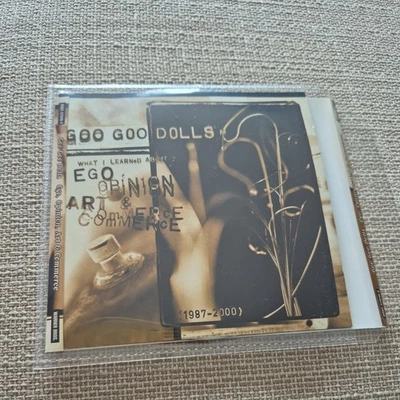 GOO GOO DOLLS
WHAT I LEARNED ABOUT
EGO
OPINION
ART &
COMMERCE
(1987-2000)